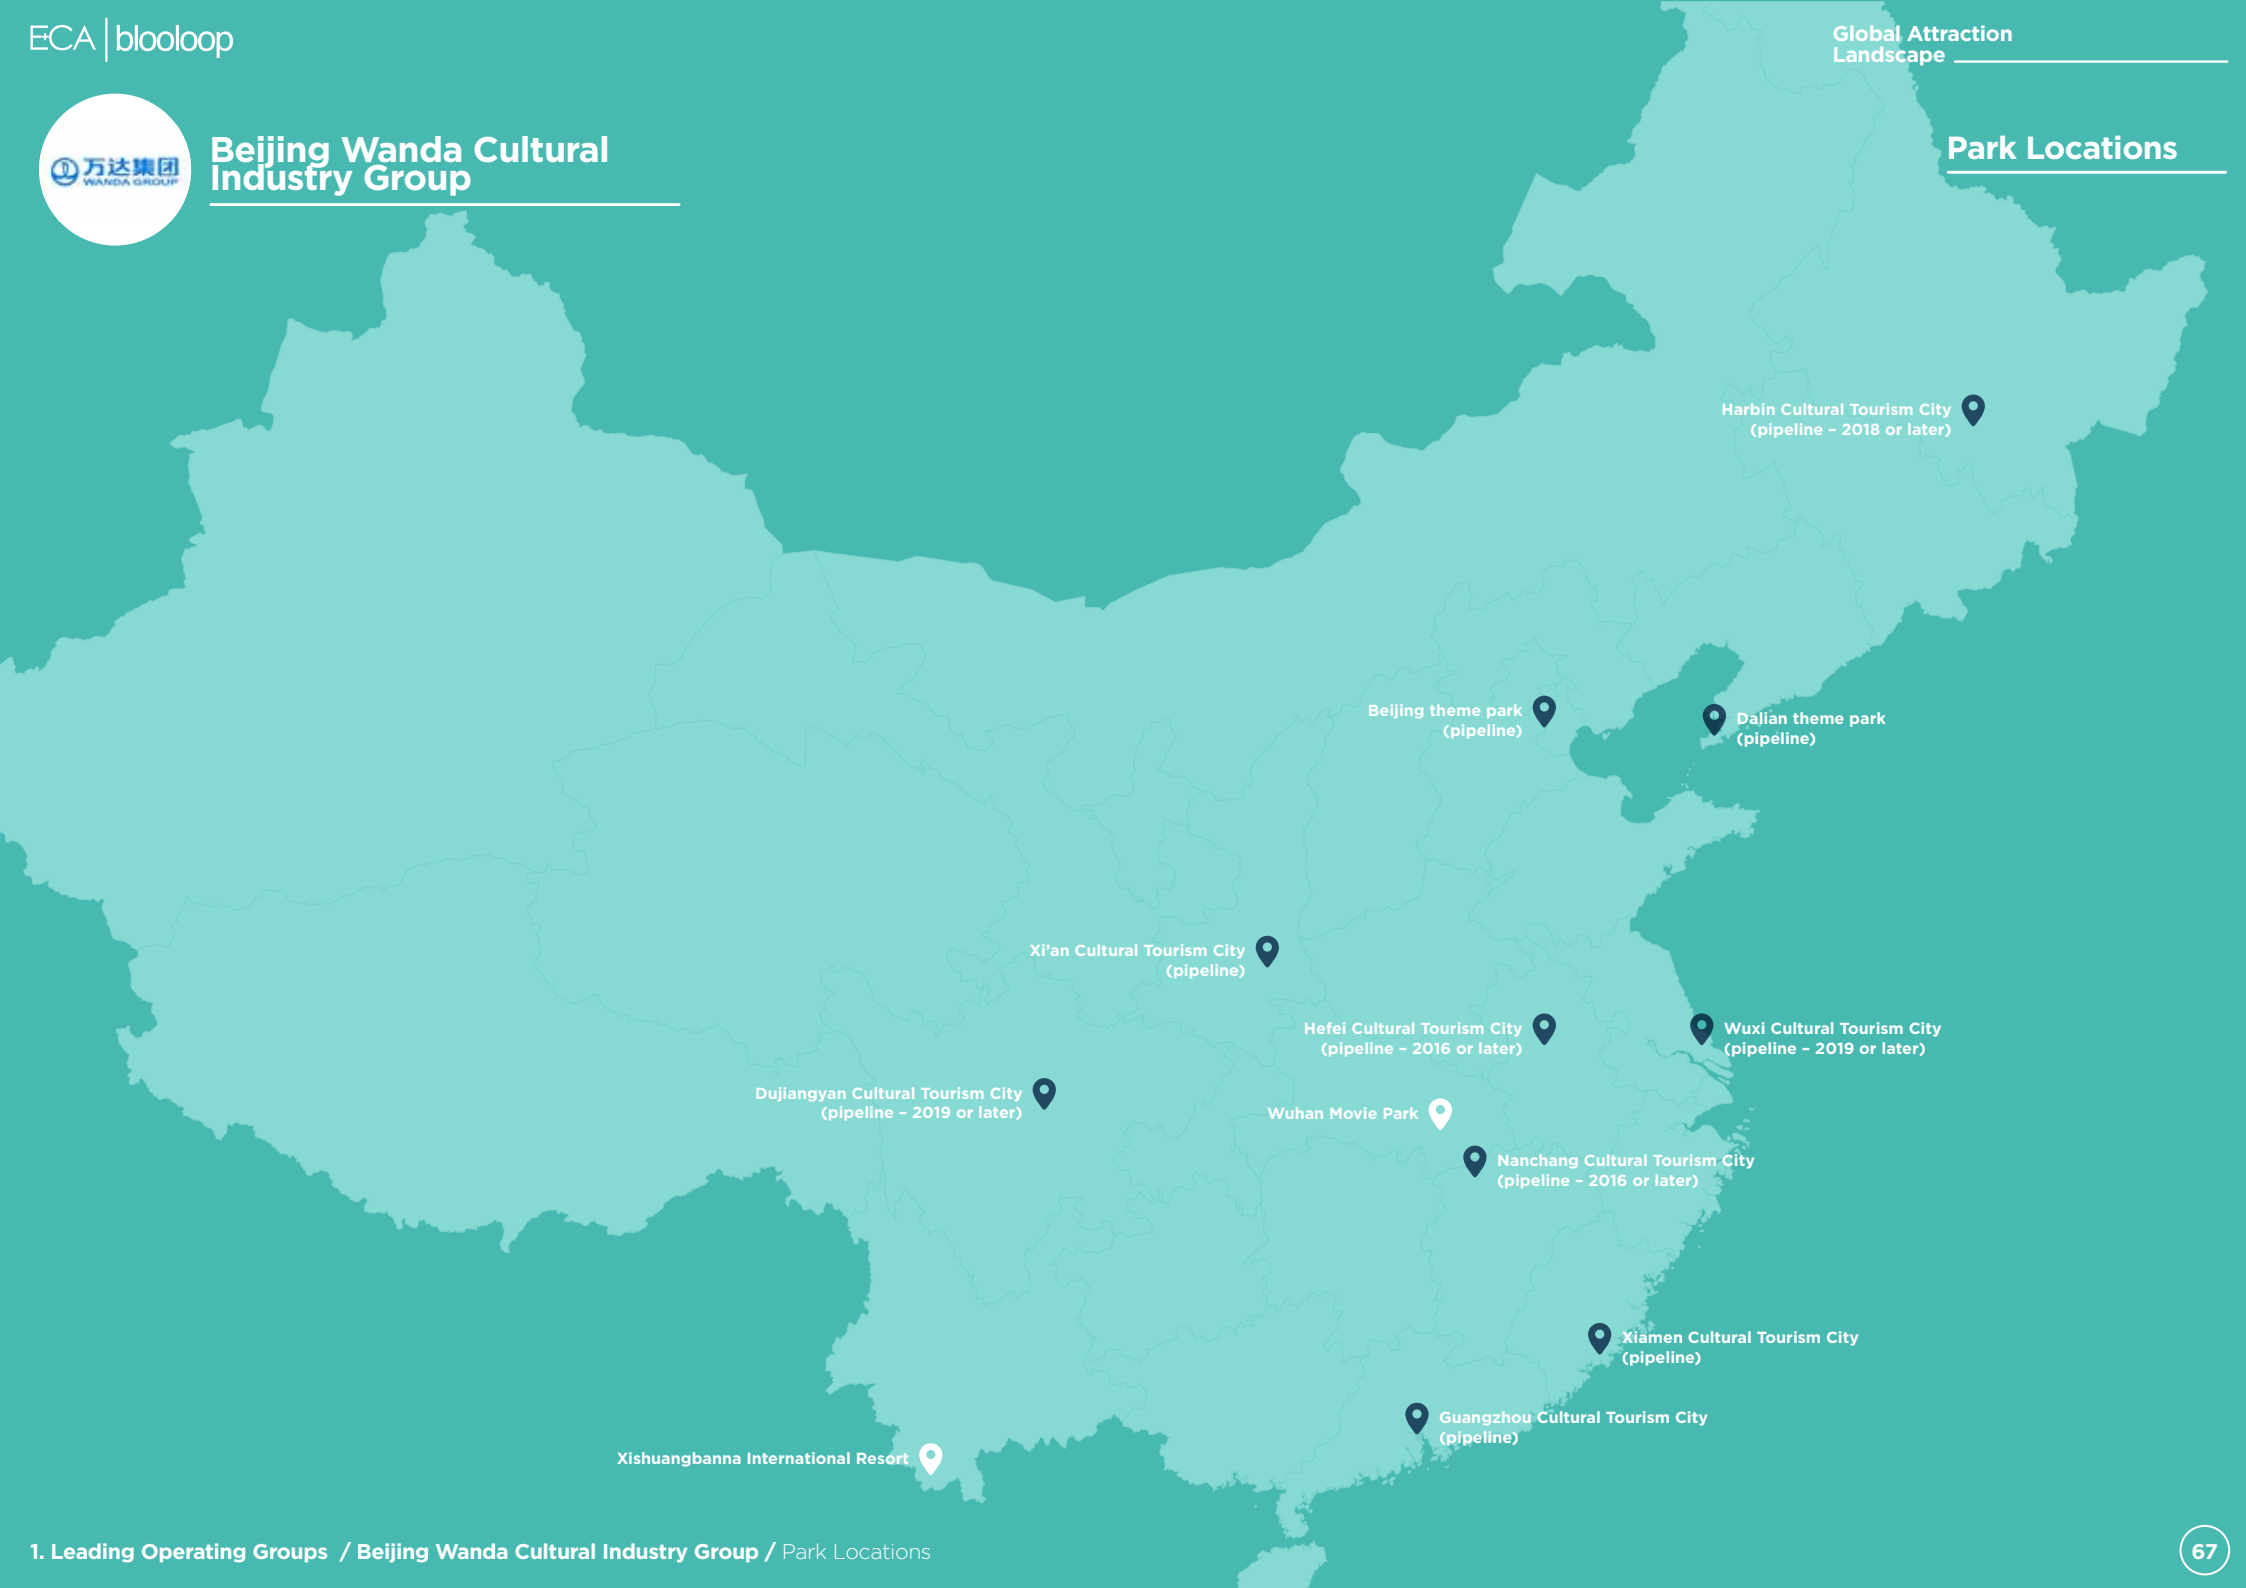 ECA blooloop
Global Attraction
Landscape
万达集团
WANDA GROUP
Beijing Wanda Cultural
Industry Group
Park Locations
Harbin Cultural Tourism City
(pipeline – 2018 or later)
Beijing theme park
(pipeline)
Dalian theme park
(pipeline)
Xi’an Cultural Tourism City
(pipeline)
Hefei Cultural Tourism City
(pipeline – 2016 or later)
Wuxi Cultural Tourism City
(pipeline – 2019 or later)
Dujiangyan Cultural Tourism City
(pipeline – 2019 or later)
Wuhan Movie Park
Nanchang Cultural Tourism City
(pipeline – 2016 or later)
Xiamen Cultural Tourism City
(pipeline)
Guangzhou Cultural Tourism City
(pipeline)
Xishuangbanna International Resort
1. Leading Operating Groups / Beijing Wanda Cultural Industry Group / Park Locations
67